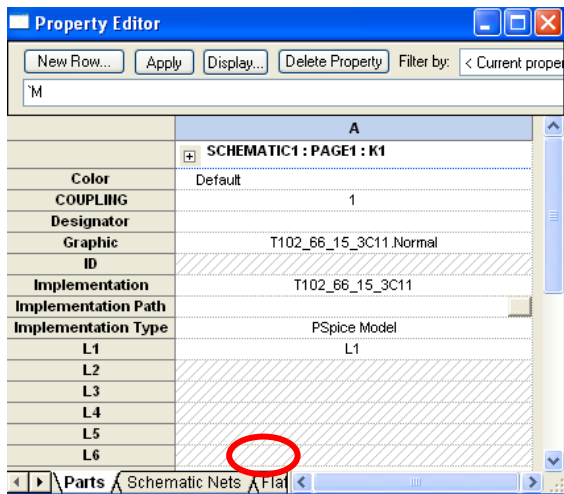 Property Editor
New Row... Apply Display... Delete Property Filter by: < Current proper
`M
A
SCHEMATIC1 : PAGE1 : K1
Color Default
COUPLING 1
Designator
Graphic T102_66_15_3C11.Normal
ID
Implementation T102_66_15_3C11
Implementation Path
Implementation Type PSpice Model
L1 L1
L2
L3
L4
L5
L6
Parts Schematic Nets Flat